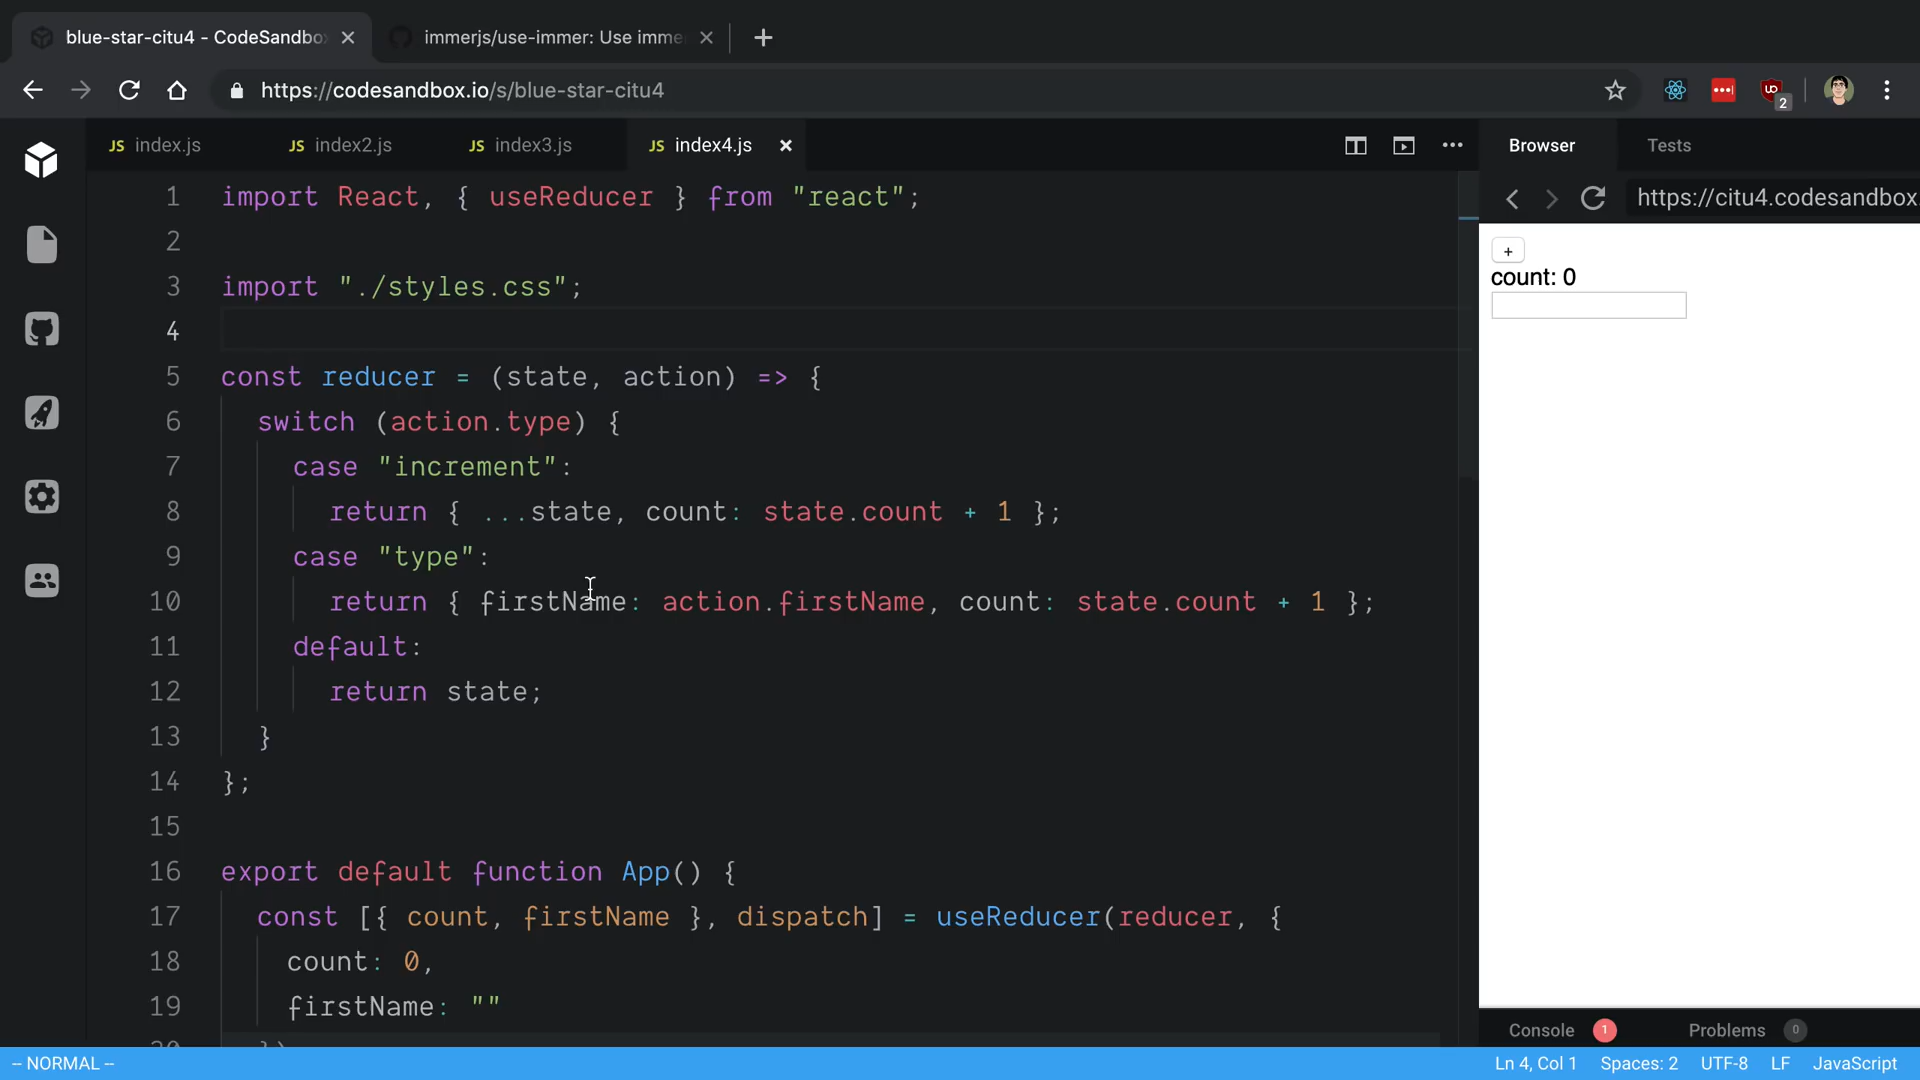 blue-star-citu4 - CodeSandbo
immerjs/use-immer: Use imme
https://codesandbox.io/s/blue-star-citu4
2
JS index.js
JS index2.js
JS index3.js
JS index4.js
Browser
Tests
https://citu4.codesandbox.
1 import React, { useReducer } from "react";
2
3 import "./styles.css";
4
5 const reducer = (state, action) => {
6 switch (action.type) {
7 case "increment":
8 return { ...state, count: state.count + 1 };
9 case "type":
10 return { firstName: action.firstName, count: state.count + 1 };
11 default:
12 return state;
13 }
14 };
15
16 export default function App() {
17 const [{ count, firstName }, dispatch] = useReducer(reducer, {
18 count: 0,
19 firstName: ""
+
count: 0
Console 1
Problems 0
-- NORMAL --
Ln 4, Col 1
Spaces: 2
UTF-8
LF
JavaScript